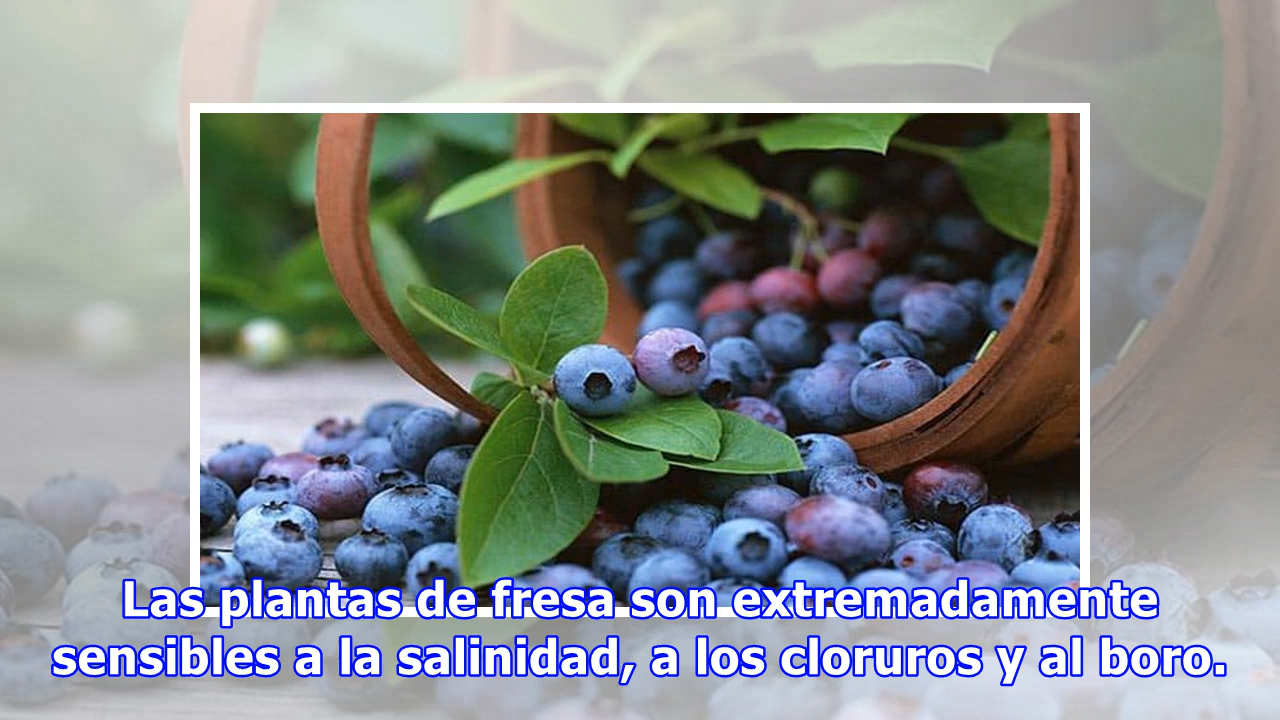 Las plantas de fresa son extremadamente
sensibles a la salinidad, a los cloruros y al boro.